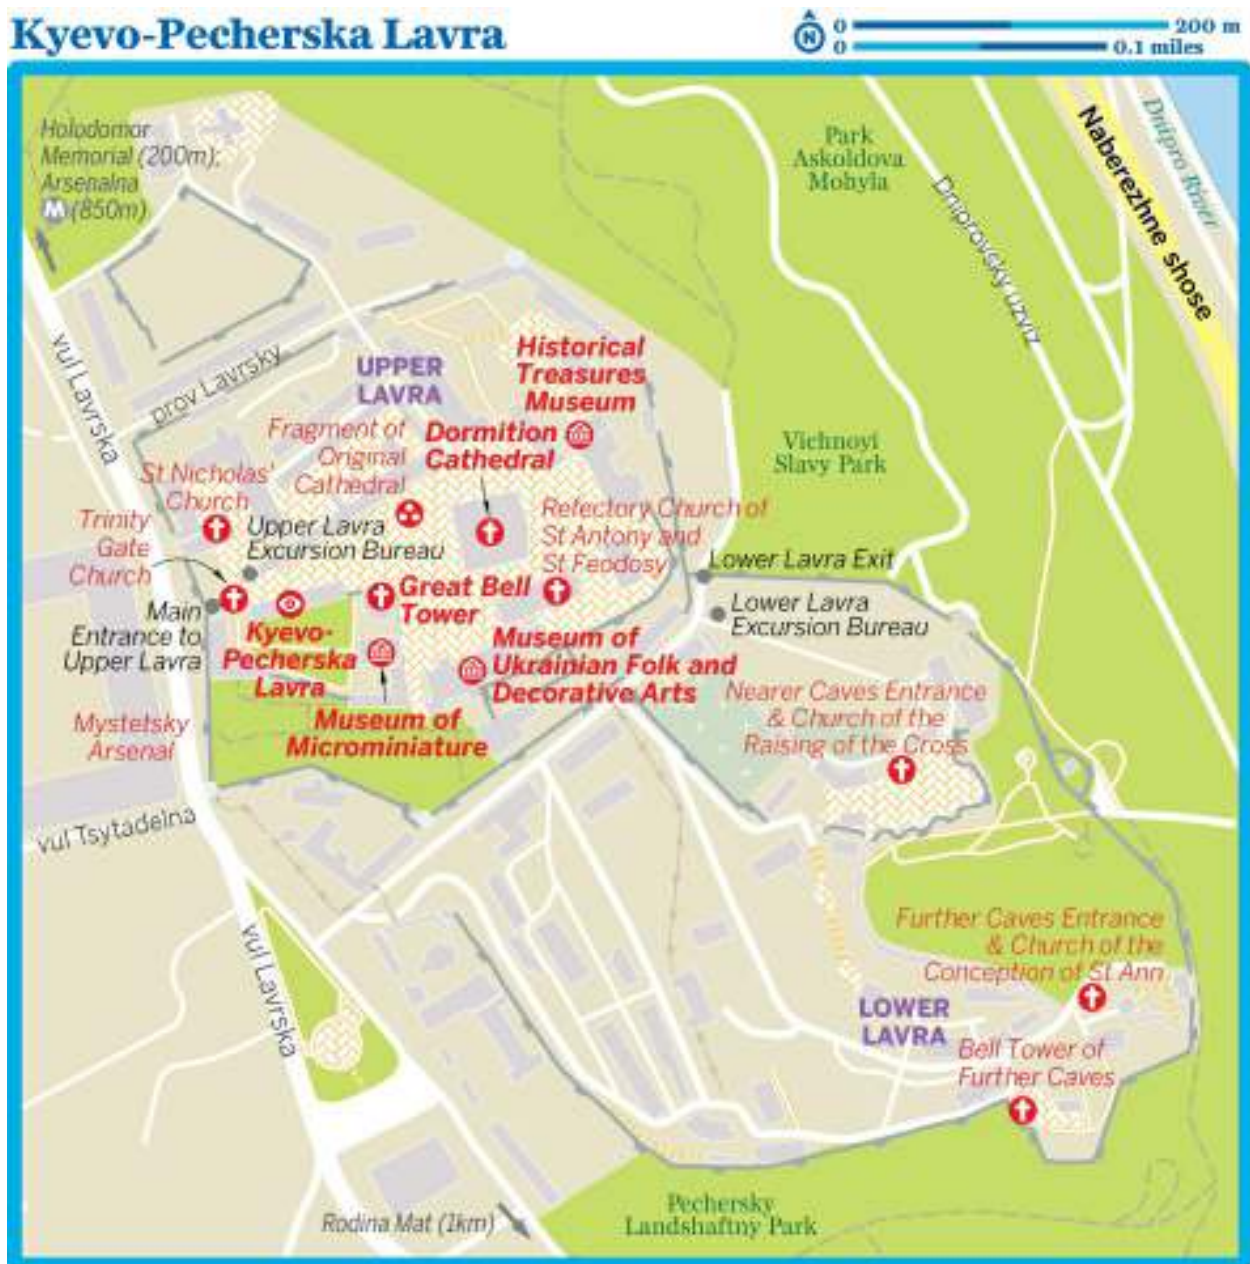 Kyevo-Pecherska Lavra
N
0
200 m
0
0.1 miles
Holodomor
Memorial (200m);
Arsenalna
M (850m)
Park
Askoldova
Mohyla
Dniprovsky uzviz
Naberezhne shose
Dnipro River
vul Lavrska
prov Lavrsky
UPPER
LAVRA
Historical
Treasures
Museum
Fragment of
Original
Cathedral
Dormition
Cathedral
Vichnoyi
Slavy Park
St Nicholas'
Church
Trinity
Gate
Church
Upper Lavra
Excursion Bureau
Refectory Church of
St Antony and
St Feodosy
Lower Lavra Exit
Great Bell
Tower
Lower Lavra
Excursion Bureau
Main
Entrance to
Upper Lavra
Kyevo-
Pecherska
Lavra
Museum of
Ukrainian Folk and
Decorative Arts
Nearer Caves Entrance
& Church of the
Raising of the Cross
Mystetsky
Arsenal
Museum of
Microminiature
vul Tsytadelna
vul Lavrska
Further Caves Entrance
& Church of the
Conception of St Ann
LOWER
LAVRA
Bell Tower of
Further Caves
Pechersky
Landshaftny Park
Rodina Mat (1km)